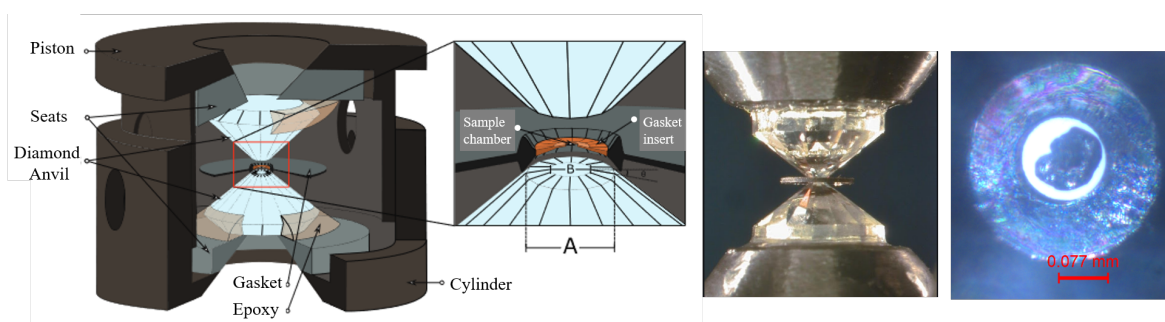 Piston
Seats
Diamond
Anvil
Gasket
Epoxy
Cylinder
Sample
chamber
Gasket
insert
B
A
0.077 mm